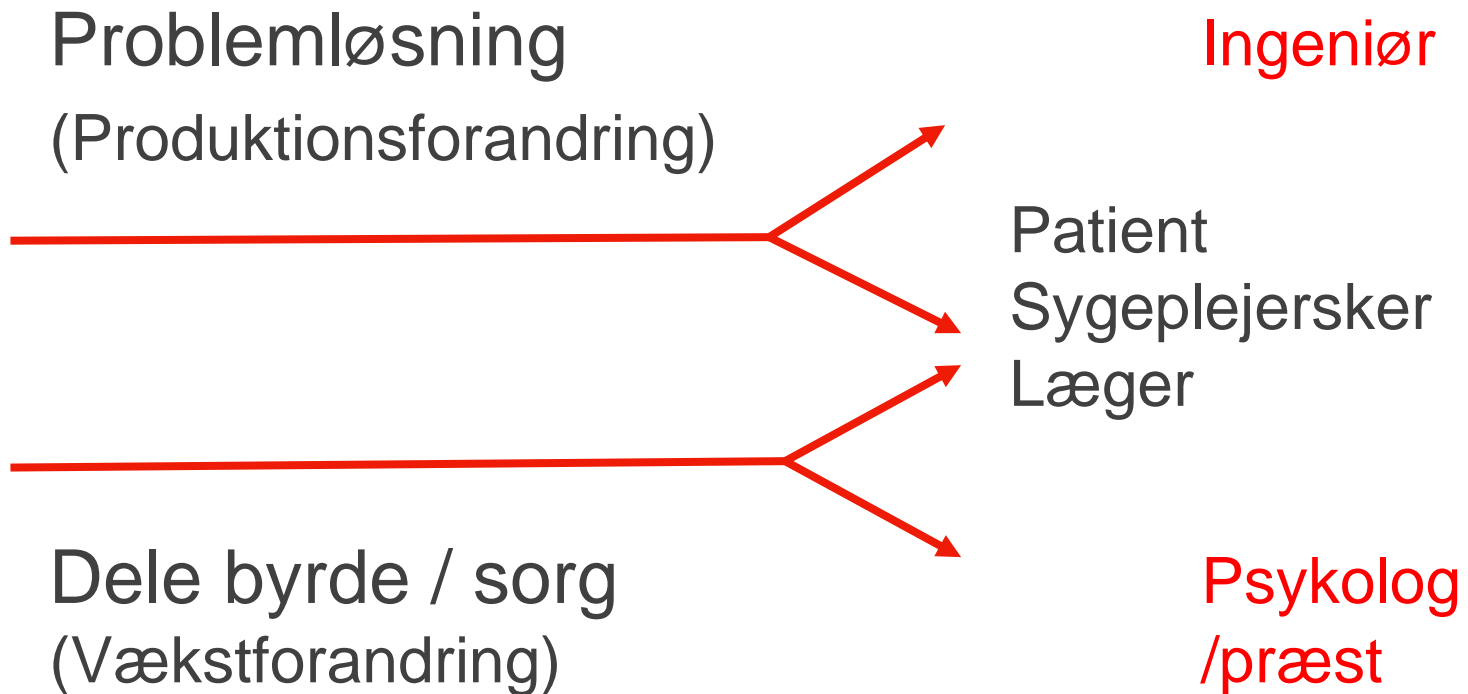 Problemløsning
Ingeniør
(Produktionsforandring)
Patient
Sygeplejersker
Læger
Dele byrde / sorg
Psykolog
(Vækstforandring)
/præst